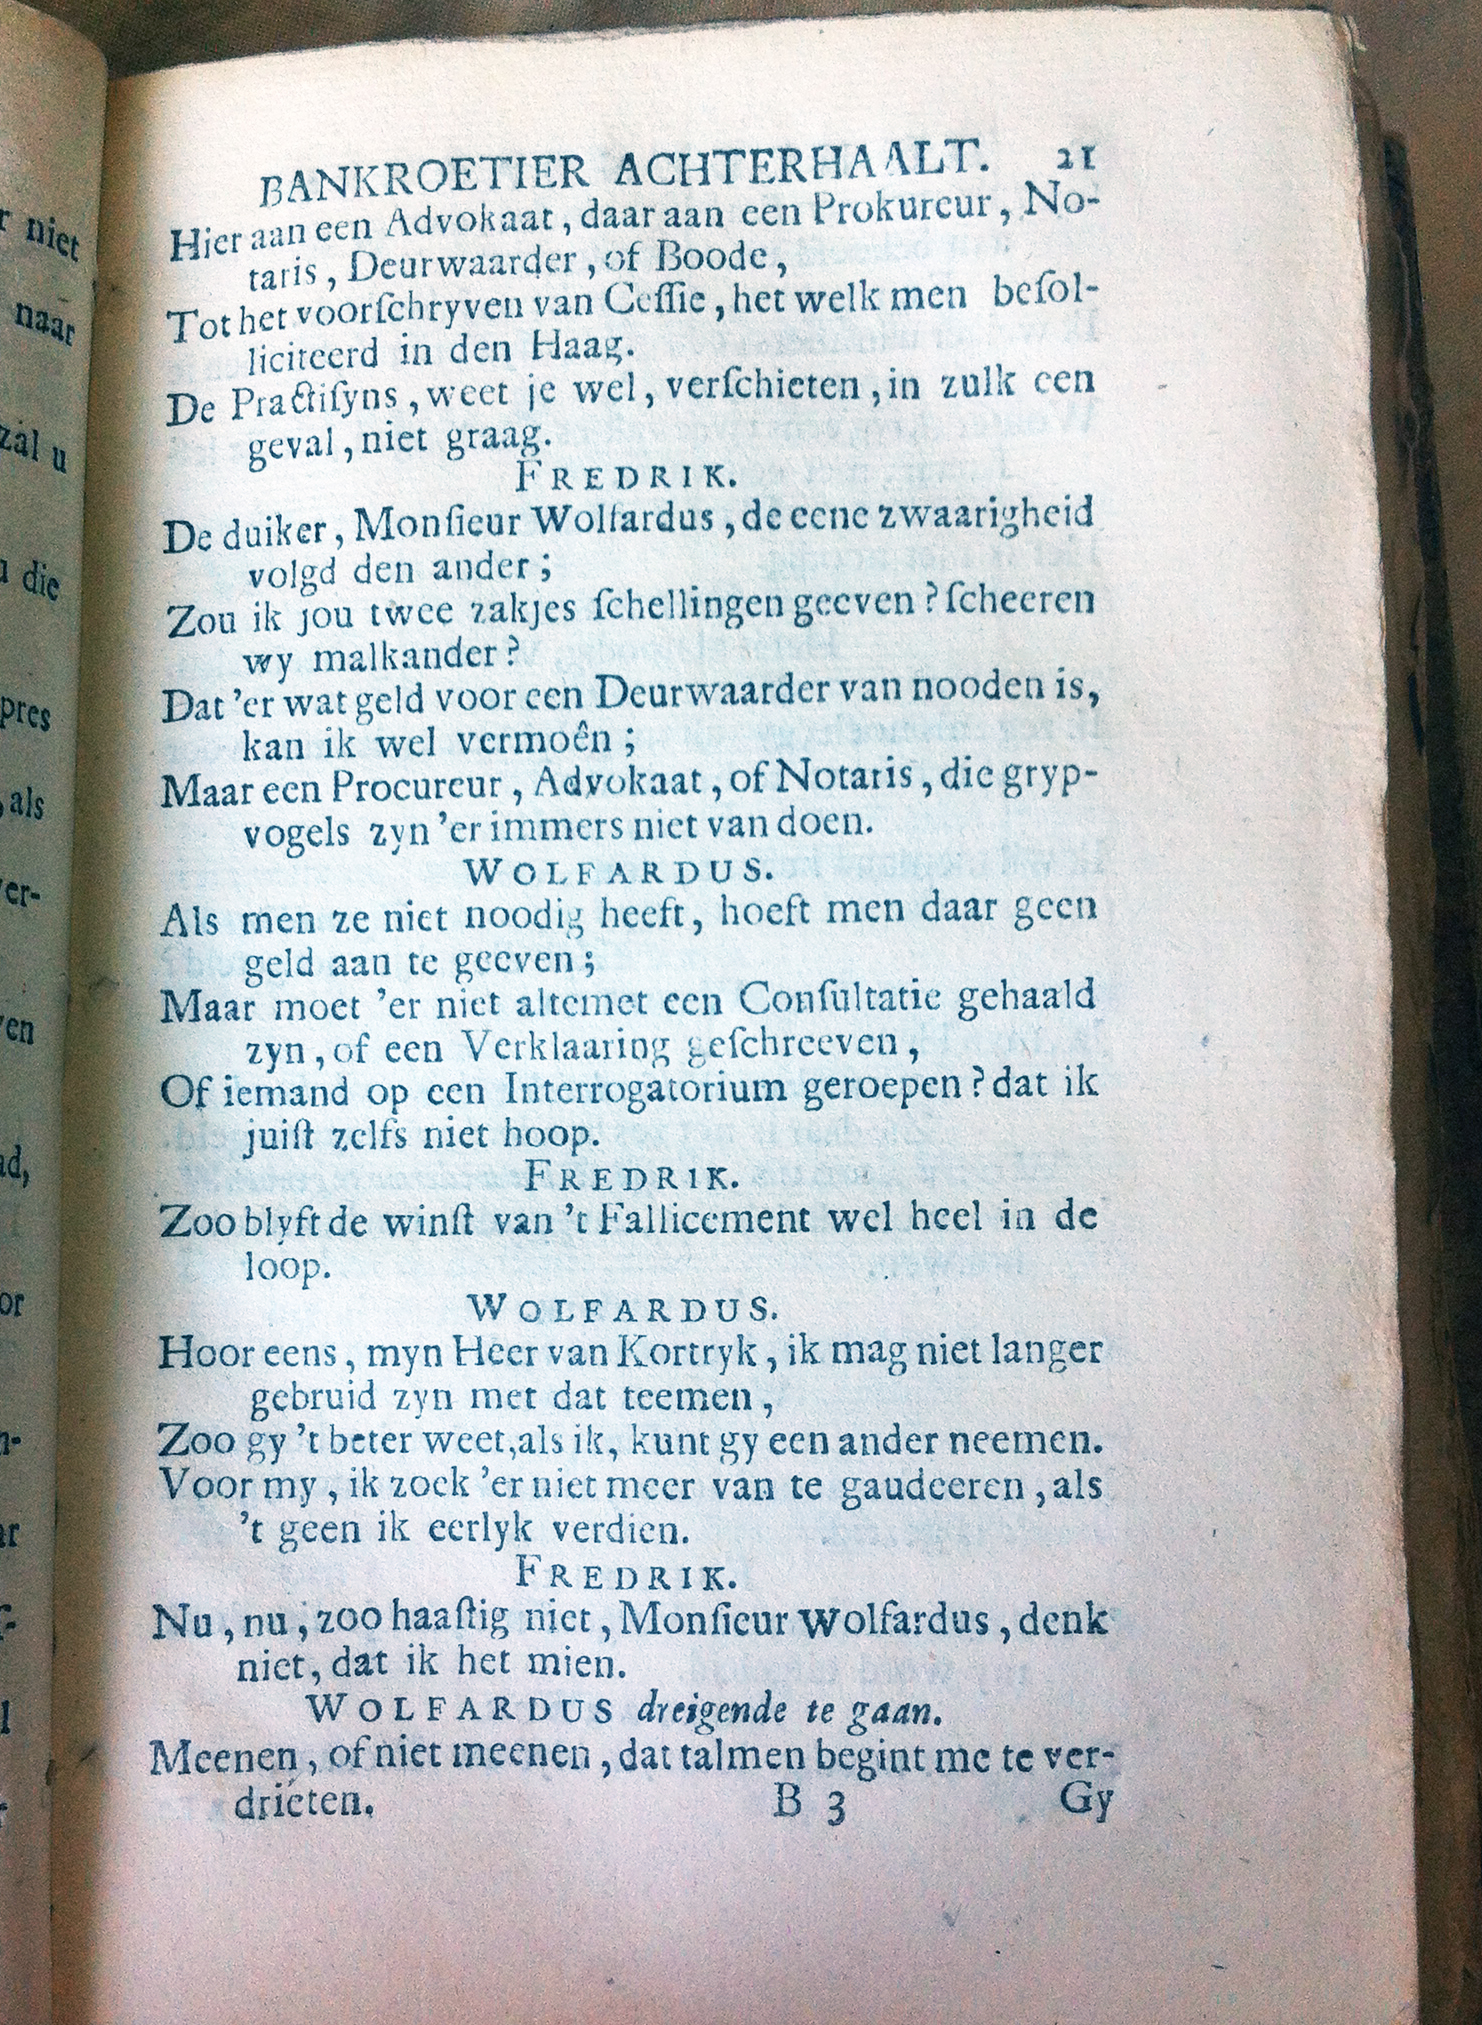 r niet
naar
zal u
die
pres
als
ver-
en
ad,
or
BANKROETIER ACHTERHAALT. 21
Hier aan een Advokaat, daar aan een Prokureur, No-
taris, Deurwaarder, of Boode,
Tot het voorſchryven van Ceſſie, het welk men beſol-
liciteerd in den Haag.
De Practiſyns, weet je wel, verſchieten, in zulk een
geval, niet graag.
FREDRIK.
De duiker, Monſieur Wolfardus, de eene zwaarigheid
volgd den ander;
Zou ik jou twee zakjes ſchellingen geeven? ſcheeren
wy malkander?
Dat 'er wat geld voor een Deurwaarder van nooden is,
kan ik wel vermoên;
Maar een Procureur, Advokaat, of Notaris, die gryp-
vogels zyn 'er immers niet van doen.
WOLFARDUS.
Als men ze niet noodig heeft, hoeft men daar geen
geld aan te geeven;
Maar moet 'er niet altemet een Conſultatie gehaald
zyn, of een Verklaaring geſchreeven,
Of iemand op een Interrogatorium geroepen? dat ik
juiſt zelfs niet hoop.
FREDRIK.
Zoo blyft de winſt van 't Fallicement wel heel in de
loop.
WOLFARDUS.
Hoor eens, myn Heer van Kortryk, ik mag niet langer
gebruid zyn met dat teemen,
Zoo gy 't beter weet, als ik, kunt gy een ander neemen.
Voor my, ik zoek 'er niet meer van te gaudeeren, als
't geen ik eerlyk verdien.
FREDRIK.
Nu, nu, zoo haaſtig niet, Monſieur Wolfardus, denk
niet, dat ik het mien.
WOLFARDUS dreigende te gaan.
Meenen, of niet meenen, dat talmen begint me te ver-
drieten. B 3 Gy